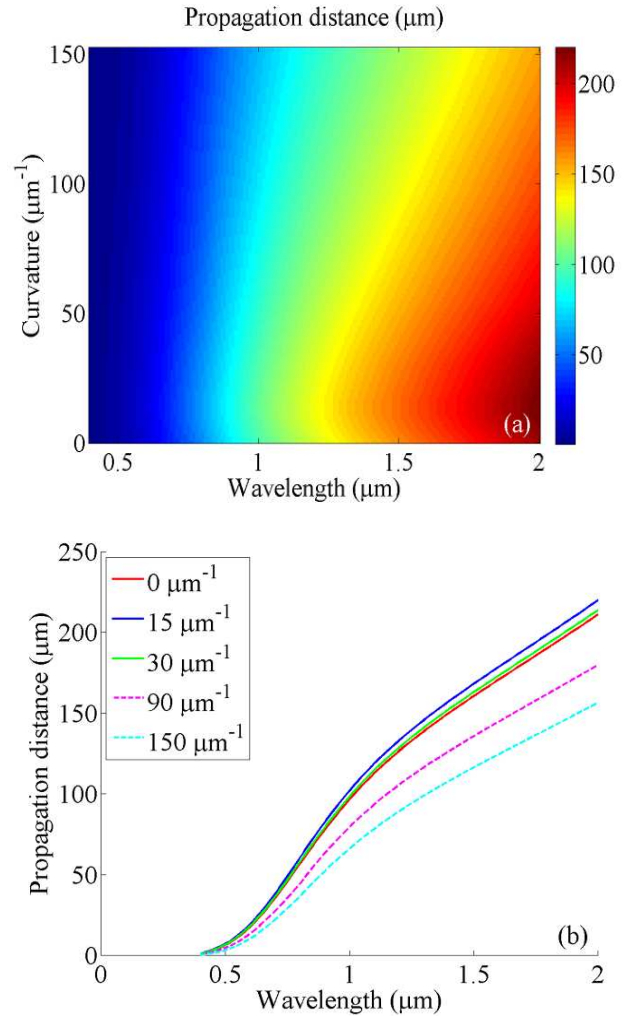 Propagation distance (μm)
150
100
50
0
Curvature (μm⁻¹)
0.5
1
1.5
2
Wavelength (μm)
(a)
200
150
100
50
250
200
150
100
50
0
Propagation distance (μm)
0 μm⁻¹
15 μm⁻¹
30 μm⁻¹
90 μm⁻¹
150 μm⁻¹
(b)
0
0.5
1
1.5
2
Wavelength (μm)